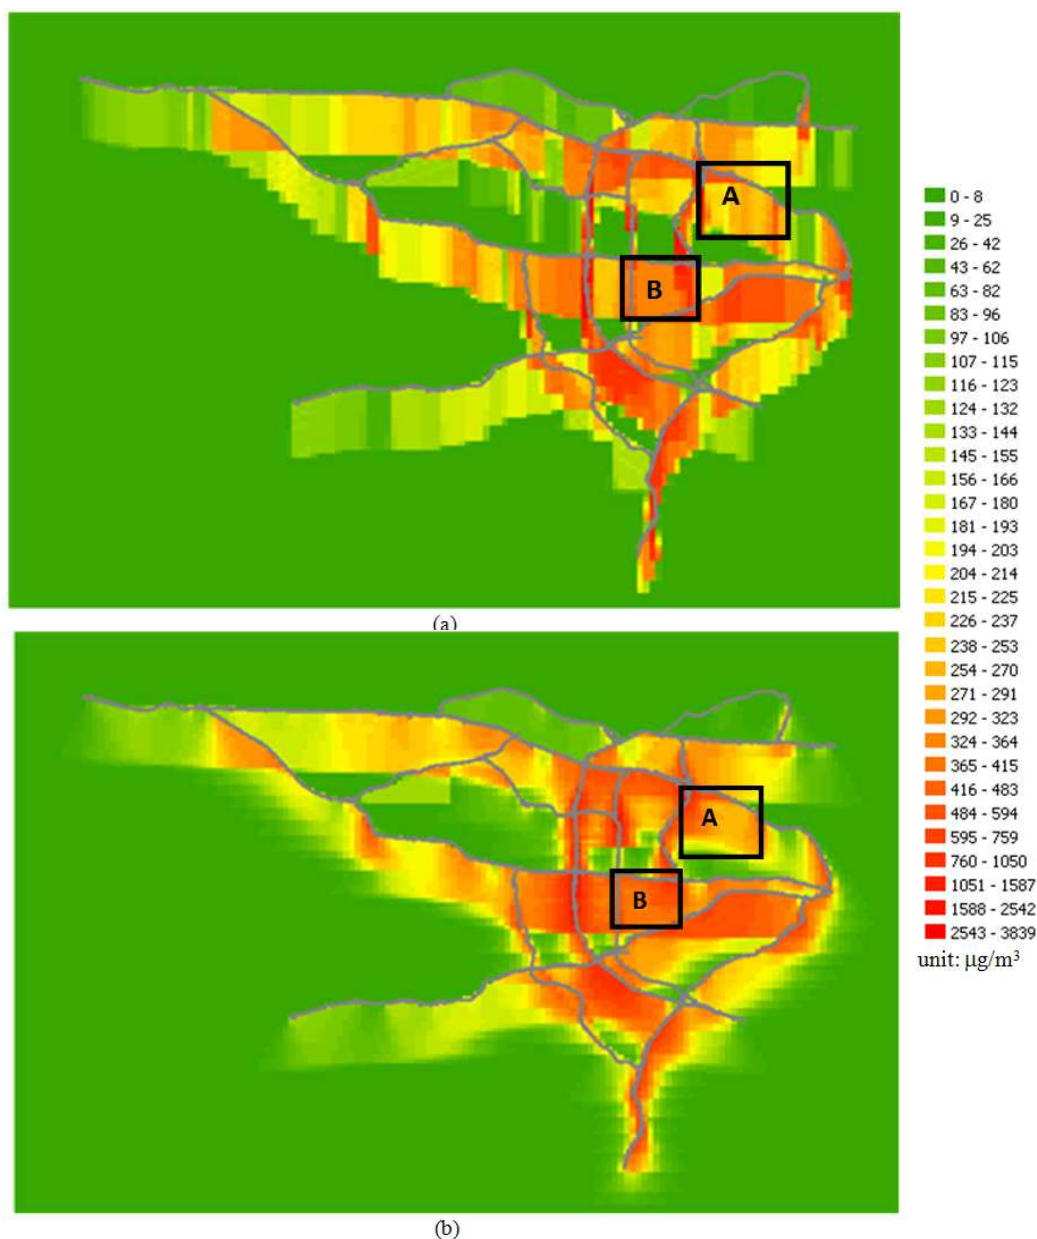 A
B
0 - 8
9 - 25
26 - 42
43 - 62
63 - 82
83 - 96
97 - 106
107 - 115
116 - 123
124 - 132
133 - 144
145 - 155
156 - 166
167 - 180
181 - 193
194 - 203
204 - 214
215 - 225
226 - 237
238 - 253
254 - 270
271 - 291
292 - 323
324 - 364
365 - 415
416 - 483
484 - 594
595 - 759
760 - 1050
1051 - 1587
1588 - 2542
2543 - 3839
unit: μg/m³
(a)
A
B
(b)